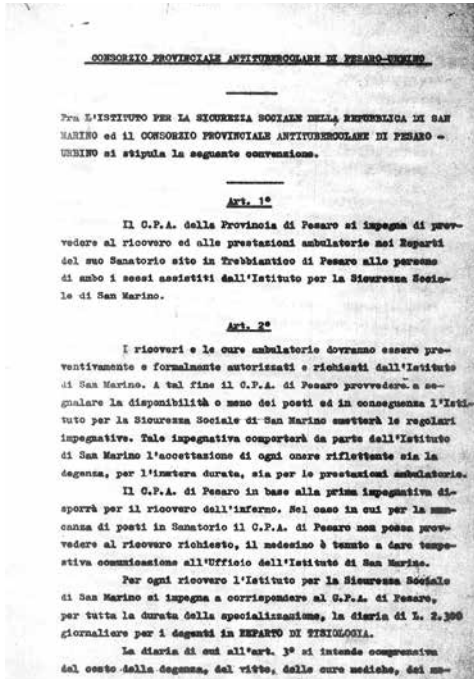 CONSORZIO PROVINCIALE ANTITUBERCOLARE DI PESARO-URBINO
Fra L'ISTITUTO PER LA SICUREZZA SOCIALE DELLA REPUBBLICA DI SAN
MARINO ed il CONSORZIO PROVINCIALE ANTITUBERCOLARE DI PESARO -
URBINO si stipula la seguente convenzione.
Art. 1°
Il C.P.A. della Provincia di Pesaro si impegna di prov-
vedere al ricovero ed alle prestazioni ambulatorie nei Reparti
del suo Sanatorio sito in Trebbiantico di Pesaro alle persone
di ambo i sessi assistiti dall'Istituto per la Sicurezza Socia-
le di San Marino.
Art. 2°
I ricoveri e le cure ambulatorie dovranno essere pre-
ventivamente e formalmente autorizzati e richiesti dall'Istituto
di San Marino. A tal fine il C.P.A. di Pesaro provvederà a se-
gnalare la disponibilità o meno dei posti ed in conseguenza l'Isti-
tuto per la Sicurezza Sociale di San Marino emetterà le regolari
impegnative. Tale impegnativa comporterà da parte dell'Istituto
di San Marino l'accettazione di ogni onere riflettente sia la
degenza, per l'intera durata, sia per le prestazioni ambulatorie.
Il C.P.A. di Pesaro in base alla prima impegnativa di-
sporrà per il ricovero dell'infermo. Nel caso in cui per la man-
canza di posti in Sanatorio il C.P.A. di Pesaro non possa prov-
vedere al ricovero richiesto, il medesimo è tenuto a dare tempe-
stiva comunicazione all'Ufficio dell'Istituto di San Marino.
Per ogni ricovero l'Istituto per la Sicurezza Sociale
di San Marino si impegna a corrispondere al C.P.A. di Pesaro,
per tutta la durata della specializzazione, la diaria di L. 2.300
giornaliere per i degenti in REPARTO DI TISIOLOGIA.
La diaria di cui all'art. 3° si intende comprensiva
del costo della degenza, del vitto, delle cure mediche, dei me-